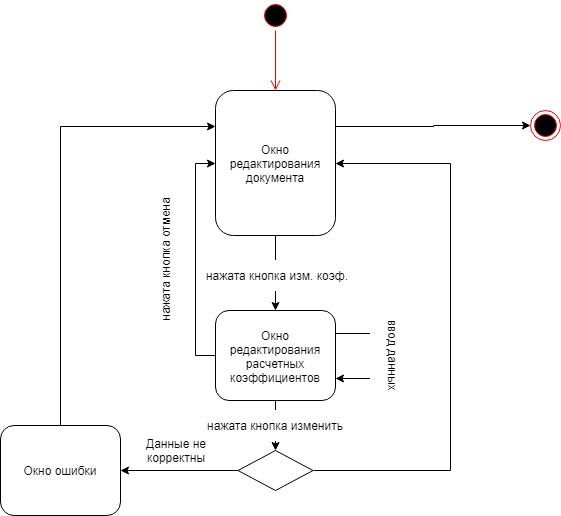 Окно
редактирования
документа
нажата кнопка отмена
нажата кнопка изм. коэф.
Окно
редактирования
расчетных
коэффициентов
ввод данных
нажата кнопка изменить
Данные не
корректны
Окно ошибки